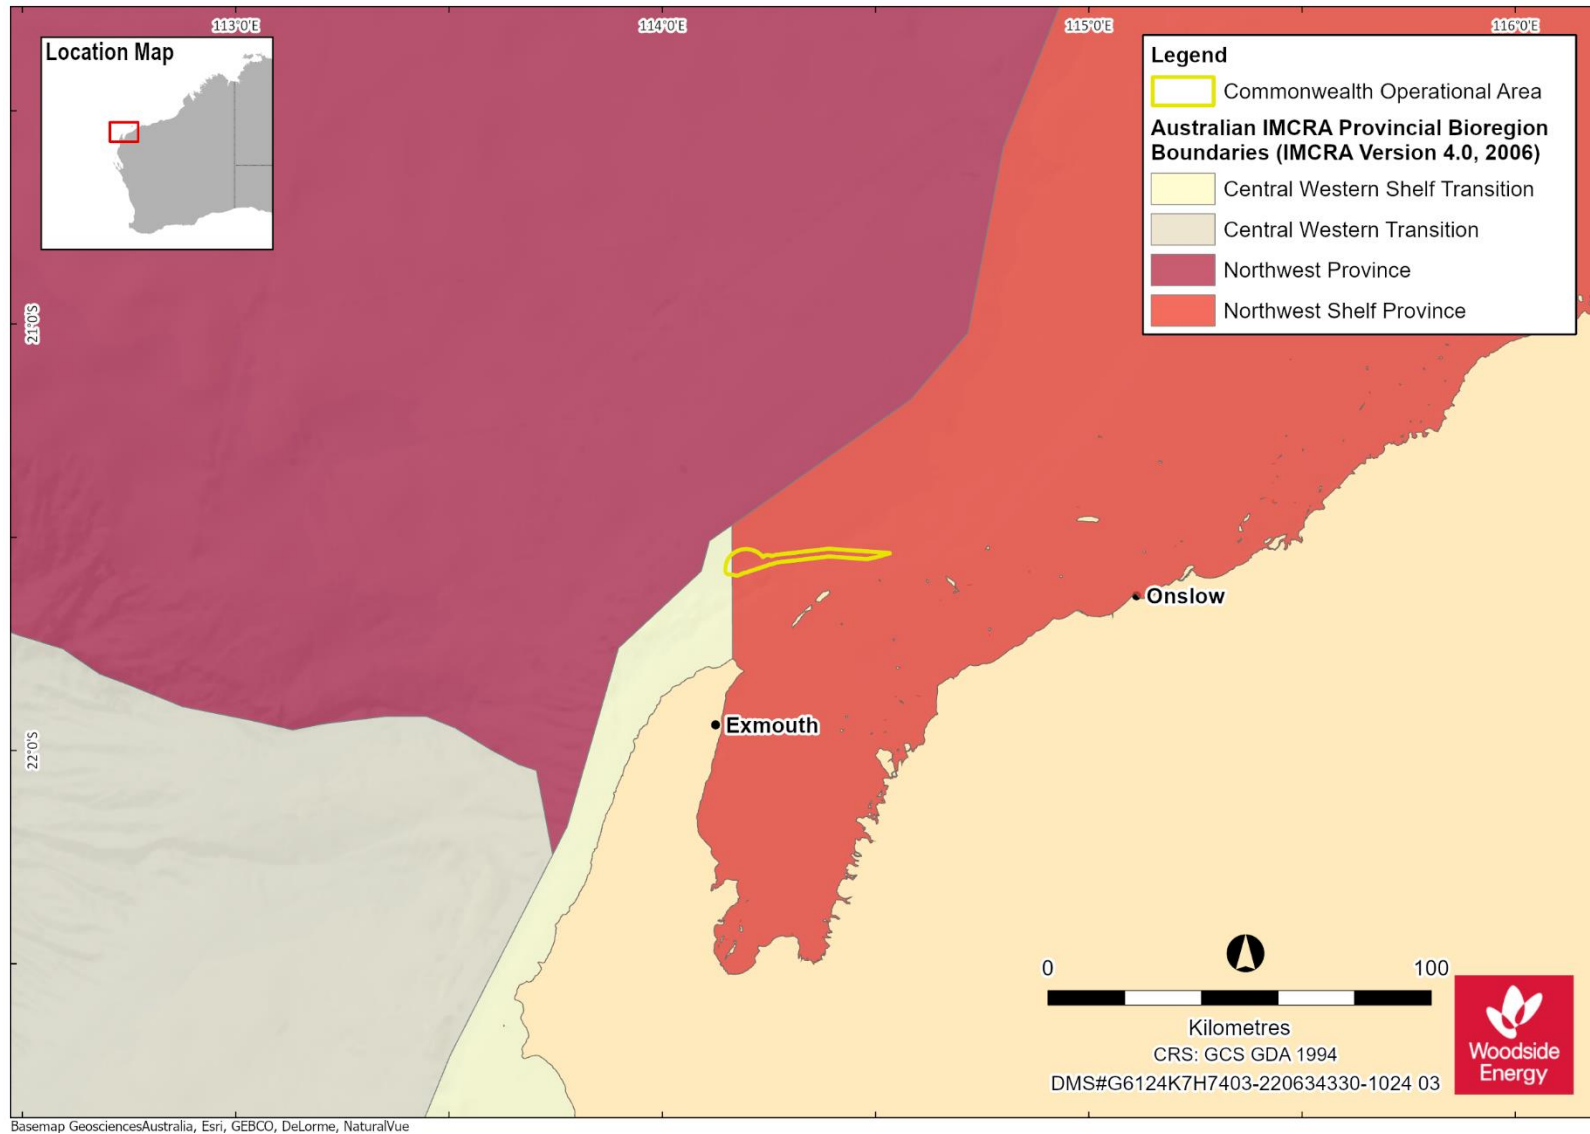 113°0'E
114°0'E
115°0'E
116°0'E
Location Map
Legend
Commonwealth Operational Area
Australian IMCRA Provincial Bioregion
Boundaries (IMCRA Version 4.0, 2006)
Central Western Shelf Transition
Central Western Transition
Northwest Province
Northwest Shelf Province
21°0'S
Onslow
Exmouth
22°0'S
0
100
Kilometres
CRS: GCS GDA 1994
DMS#G6124K7H7403-220634330-1024 03
Woodside
Energy
Basemap GeosciencesAustralia, Esri, GEBCO, DeLorme, NaturalVue